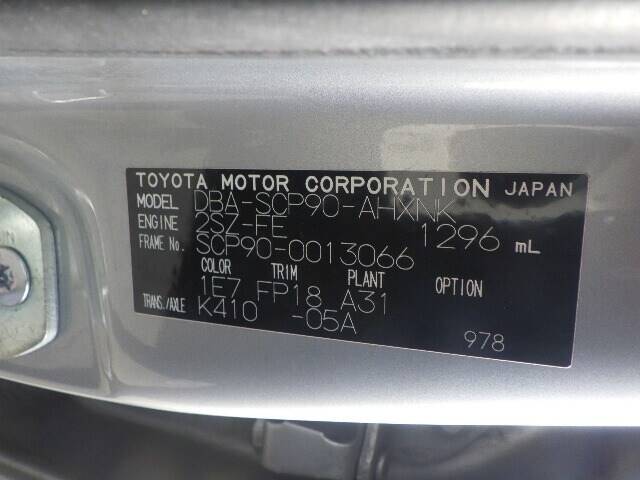 TOYOTA MOTOR CORPORATION JAPAN
MODEL DBA-SCP90-AHXNK
ENGINE 2SZ-FE 1296 mL
FRAME No. SCP90-0013066
COLOR TRIM PLANT OPTION
1E7 FP18 A31
TRANS./AXLE K410 -05A
978